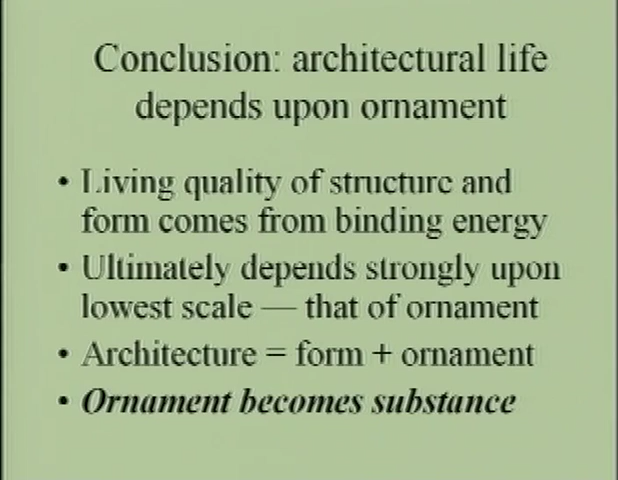 Conclusion: architectural life
depends upon ornament
• Living quality of structure and
form comes from binding energy
• Ultimately depends strongly upon
lowest scale — that of ornament
• Architecture = form + ornament
• Ornament becomes substance